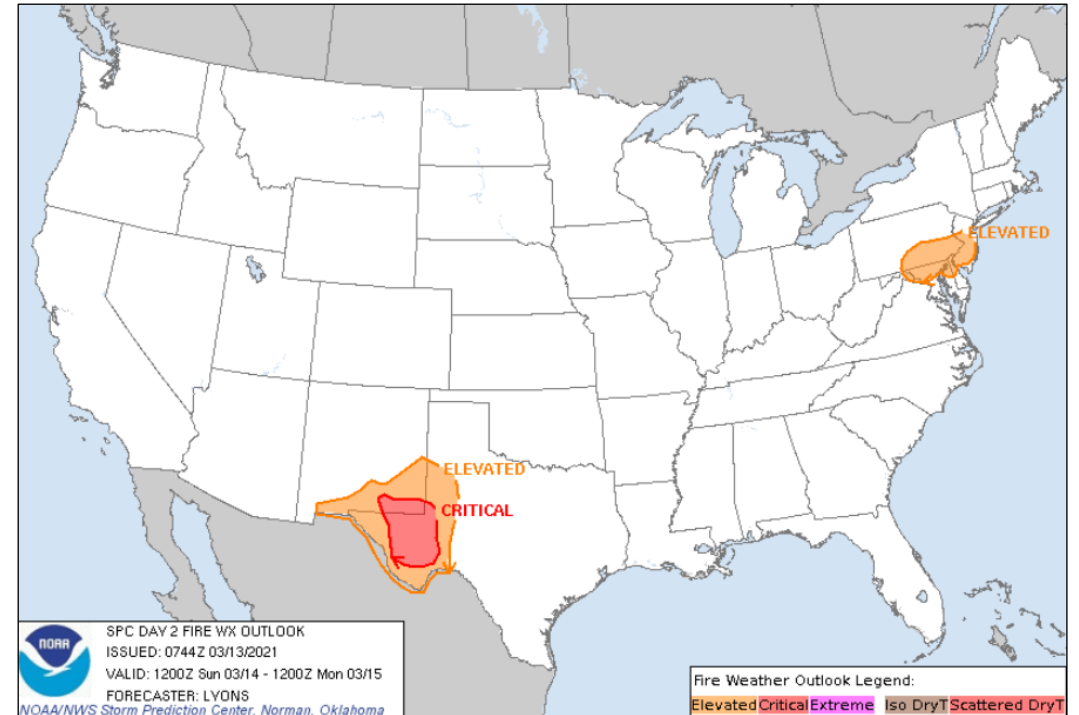 ELEVATED
ELEVATED
CRITICAL
NOAA
SPC DAY 2 FIRE WX OUTLOOK
ISSUED: 0744Z 03/13/2021
VALID: 1200Z Sun 03/14 - 1200Z Mon 03/15
FORECASTER: LYONS
NOAA/NWS Storm Prediction Center, Norman, Oklahoma
Fire Weather Outlook Legend:
Elevated Critical Extreme Iso DryT Scattered DryT